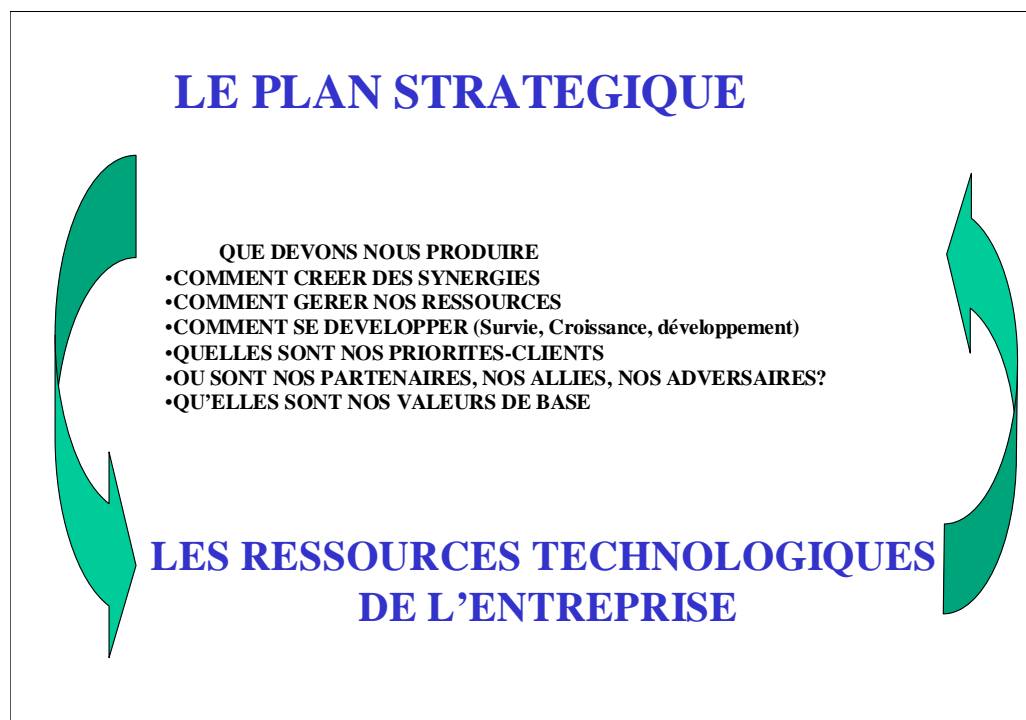 LE PLAN STRATEGIQUE
QUE DEVONS NOUS PRODUIRE
•COMMENT CREER DES SYNERGIES
•COMMENT GERER NOS RESSOURCES
•COMMENT SE DEVELOPPER (Survie, Croissance, développement)
•QUELLES SONT NOS PRIORITES-CLIENTS
•OU SONT NOS PARTENAIRES, NOS ALLIES, NOS ADVERSAIRES?
•QU’ELLES SONT NOS VALEURS DE BASE
LES RESSOURCES TECHNOLOGIQUES
DE L’ENTREPRISE